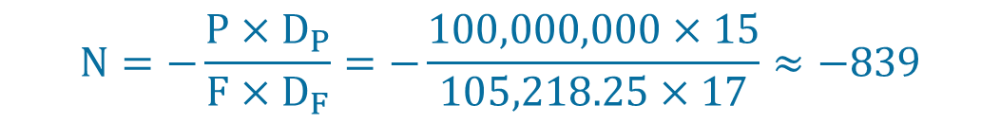 N = −(P × D_P)/(F × D_F) = −(100,000,000 × 15)/(105,218.25 × 17) ≈ −839